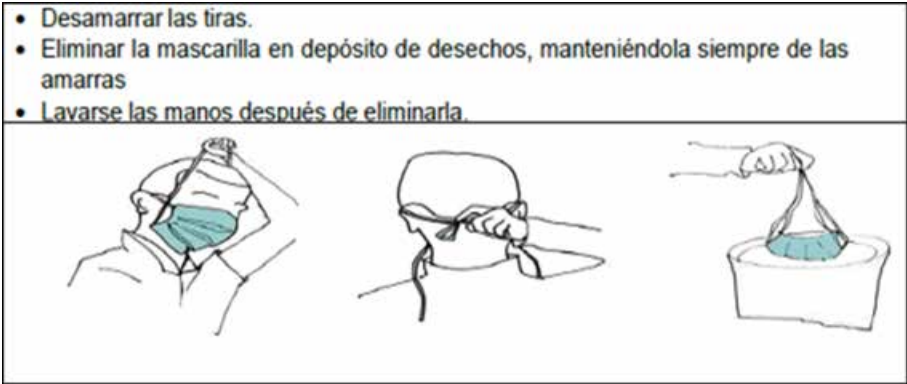 • Desamarrar las tiras.
• Eliminar la mascarilla en depósito de desechos, manteniéndola siempre de las
amarras
• Lavarse las manos después de eliminarla.